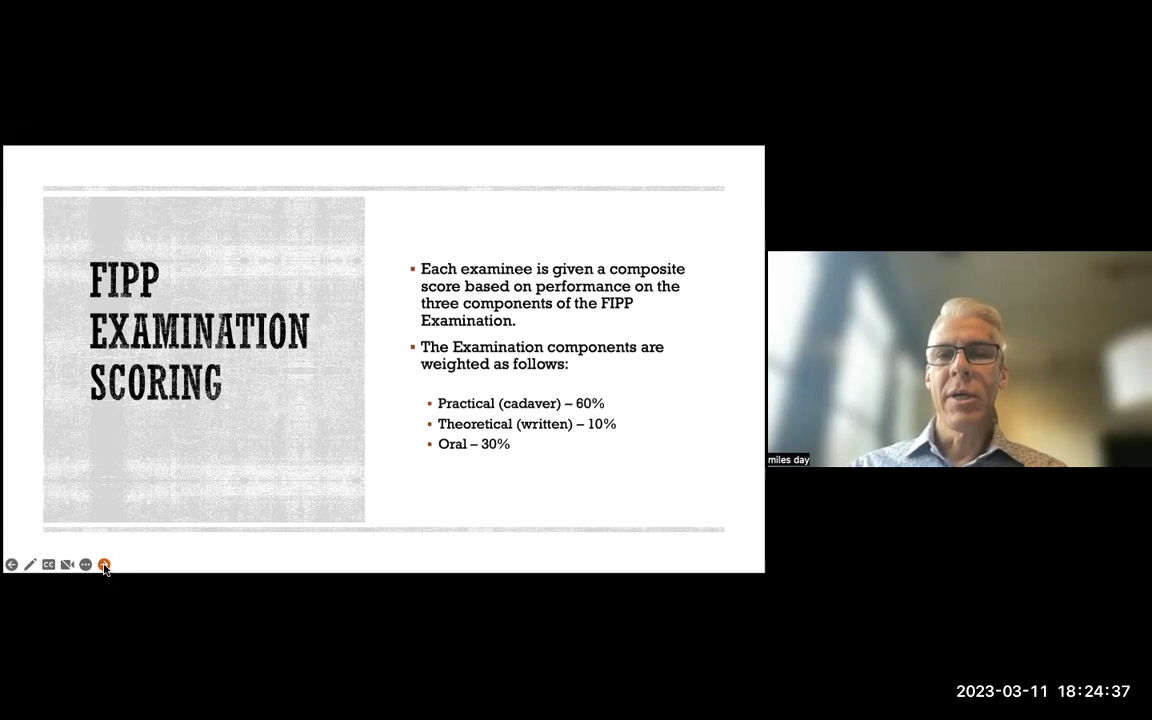 FIPP
EXAMINATION
SCORING
▪ Each examinee is given a composite
score based on performance on the
three components of the FIPP
Examination.
▪ The Examination components are
weighted as follows:
▪ Practical (cadaver) – 60%
▪ Theoretical (written) – 10%
▪ Oral – 30%
CC
miles day
2023-03-11 18:24:37